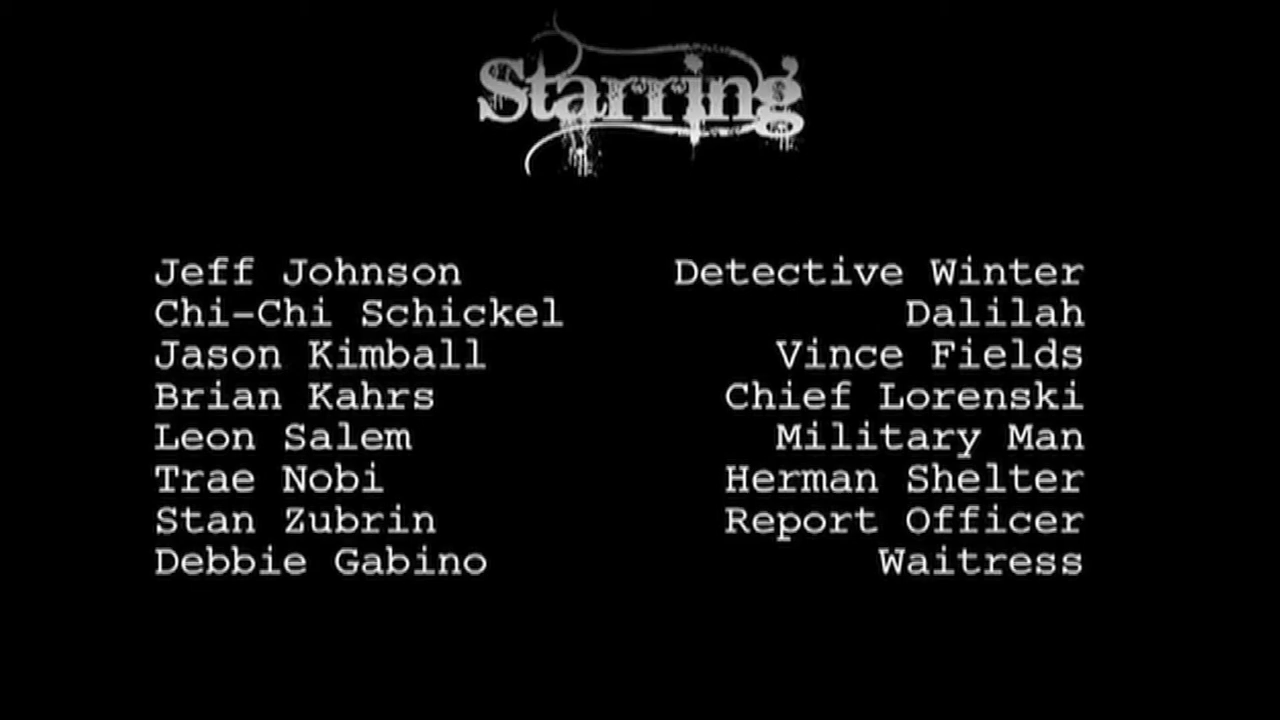 Starring
Jeff Johnson Detective Winter
Chi-Chi Schickel Dalilah
Jason Kimball Vince Fields
Brian Kahrs Chief Lorenski
Leon Salem Military Man
Trae Nobi Herman Shelter
Stan Zubrin Report Officer
Debbie Gabino Waitress